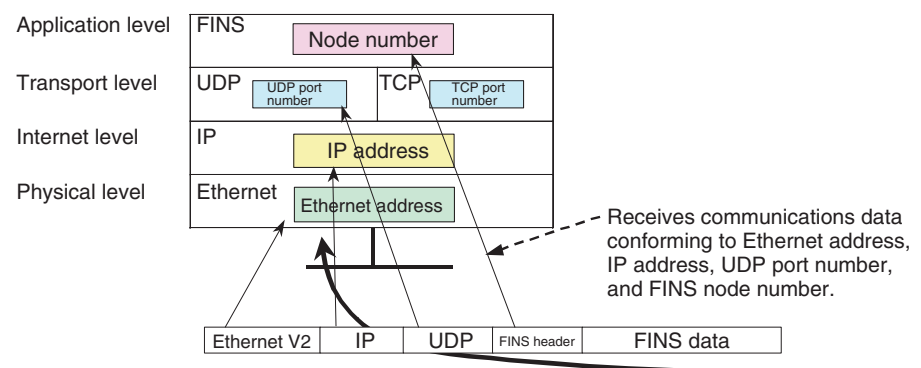 Application level
FINS
Node number
Transport level
UDP
UDP port
number
TCP
TCP port
number
Internet level
IP
IP address
Physical level
Ethernet
Ethernet address
Receives communications data
conforming to Ethernet address,
IP address, UDP port number,
and FINS node number.
Ethernet V2
IP
UDP
FINS header
FINS data